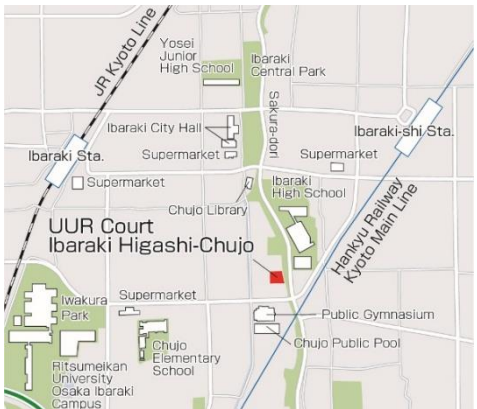 JR Kyoto Line
Yosei
Junior
High School
Ibaraki
Central Park
Sakura-dori
Ibaraki City Hall
Ibaraki-shi Sta.
Ibaraki Sta.
Supermarket
Supermarket
Supermarket
Ibaraki
High School
Chujo Library
UUR Court
Ibaraki Higashi-Chujo
Hankyu Railway
Kyoto Main Line
Iwakura
Park
Supermarket
Public Gymnasium
Chujo Public Pool
Chujo
Elementary
School
Ritsumeikan
University
Osaka Ibaraki
Campus